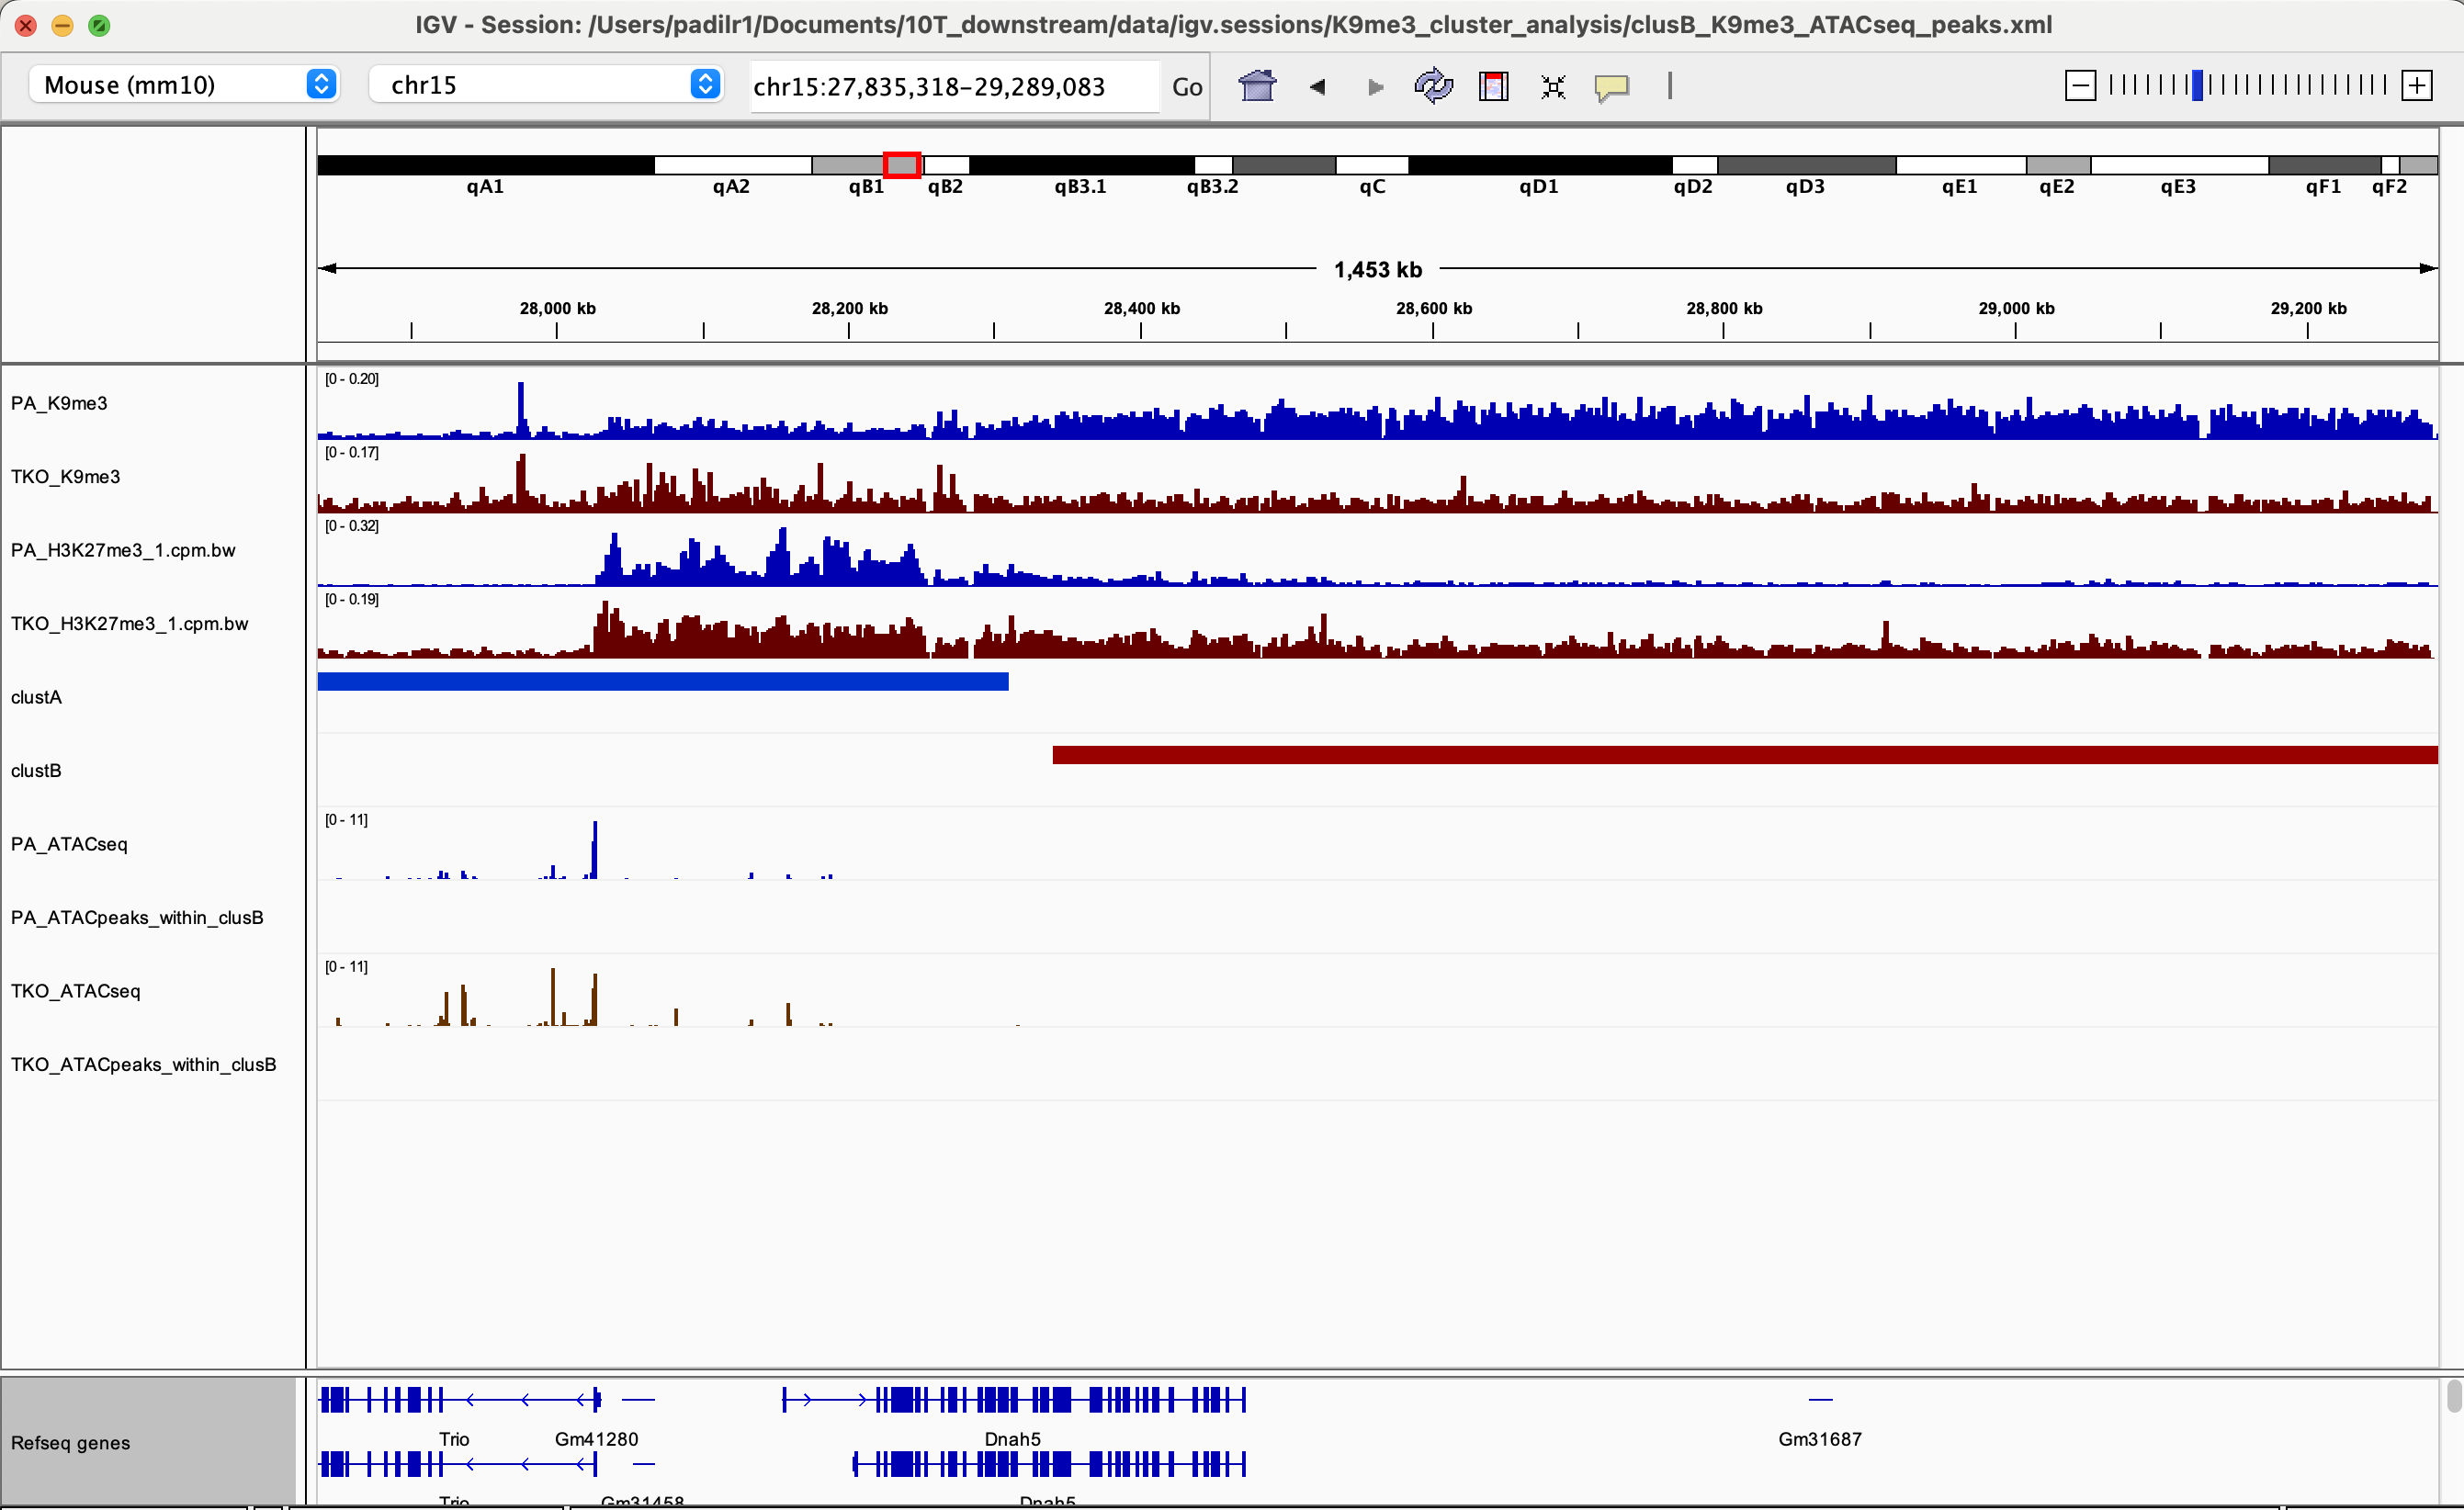 IGV - Session: /Users/padilr1/Documents/10T_downstream/data/igv.sessions/K9me3_cluster_analysis/clusB_K9me3_ATACseq_peaks.xml
Mouse (mm10) chr15 chr15:27,835,318-29,289,083 Go
qA1 qA2 qB1 qB2 qB3.1 qB3.2 qC qD1 qD2 qD3 qE1 qE2 qE3 qF1 qF2
1,453 kb
28,000 kb 28,200 kb 28,400 kb 28,600 kb 28,800 kb 29,000 kb 29,200 kb
[0 - 0.20]
PA_K9me3
[0 - 0.17]
TKO_K9me3
[0 - 0.32]
PA_H3K27me3_1.cpm.bw
[0 - 0.19]
TKO_H3K27me3_1.cpm.bw
clustA
clustB
[0 - 11]
PA_ATACseq
PA_ATACpeaks_within_clusB
[0 - 11]
TKO_ATACseq
TKO_ATACpeaks_within_clusB
Refseq genes
Trio Gm41280 Dnah5 Gm31687
Trio Gm31458 Dnah5